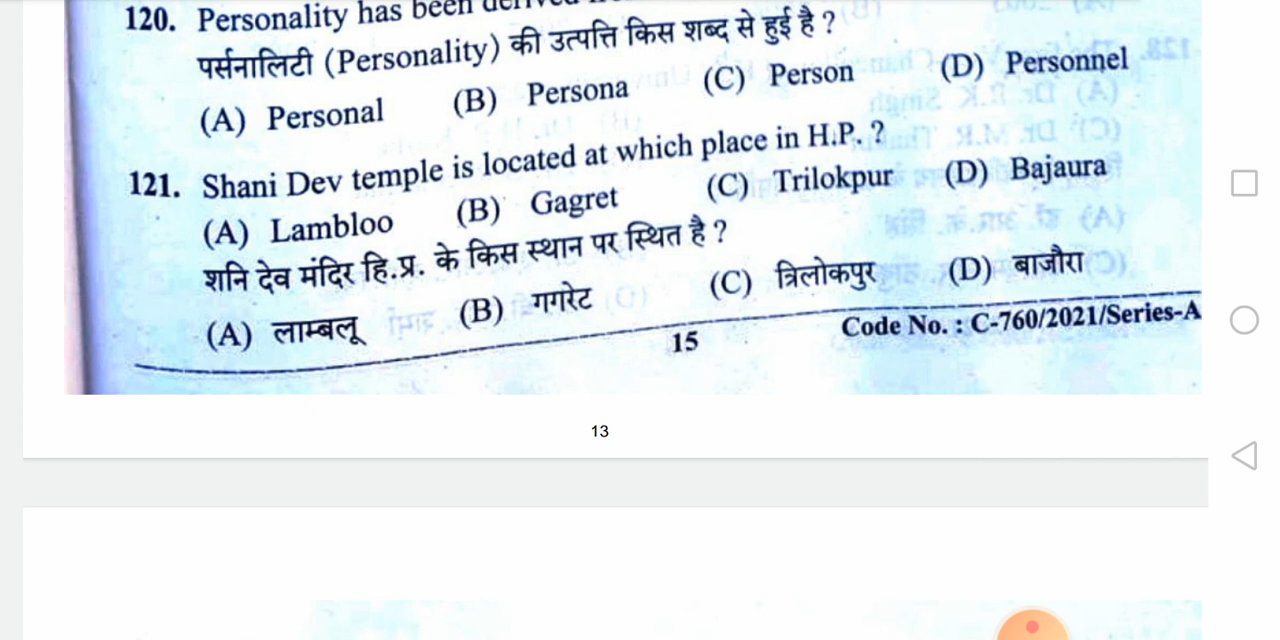 120. Personality has been
पर्सनालिटी (Personality) की उत्पत्ति किस शब्द से हुई है ?
(A) Personal (B) Persona (C) Person (D) Personnel
121. Shani Dev temple is located at which place in H.P. ?
(A) Lambloo (B) Gagret (C) Trilokpur (D) Bajaura
शनि देव मंदिर हि.प्र. के किस स्थान पर स्थित है ?
(A) लाम्बलू (B) गगरेट (C) त्रिलोकपुर (D) बाजौरा
15 Code No. : C-760/2021/Series-A
13